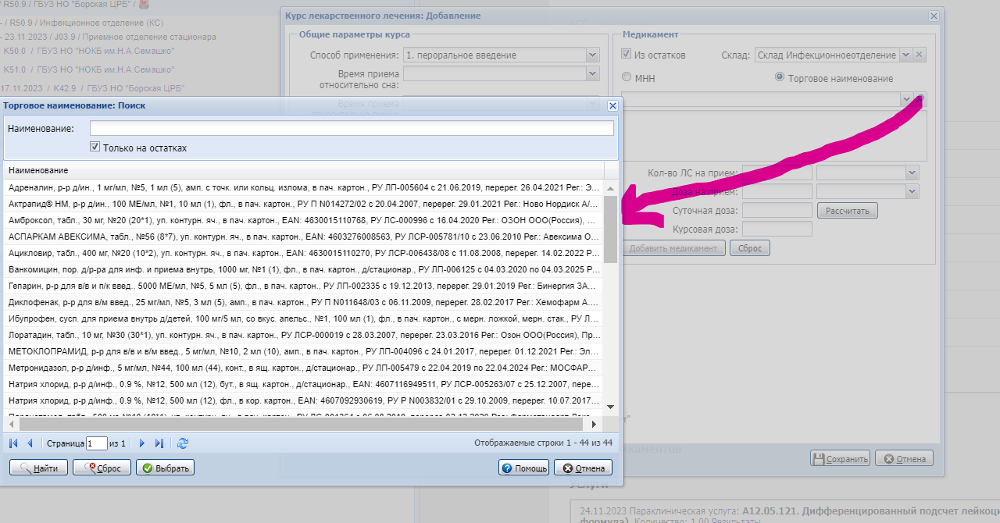 / R50.9 / ГБУЗ НО "Борская ЦРБ" /
- / R50.9 / Инфекционное отделение (КС)
- 23.11.2023 / J03.9 / Приемное отделение стационара
K50.0 / ГБУЗ НО "НОКБ им.Н.А.Семашко"
K51.0 / ГБУЗ НО "НОКБ им.Н.А.Семашко"
17.11.2023 / K42.9 / ГБУЗ НО "Борская ЦРБ"
Курс лекарственного лечения: Добавление
Общие параметры курса
Способ применения: 1. пероральное введение
Время приема
относительно сна:
Время приема
Медикамент
Из остатков Склад: Склад Инфекционноеотделение
МНН Торговое наименование
Кол-во ЛС на прием:
Доза на прием:
Суточная доза: Рассчитать
Курсовая доза:
Добавить медикамент Сброс
Торговое наименование: Поиск
Наименование:
Только на остатках
Наименование
Адреналин, р-р д/ин., 1 мг/мл, №5, 1 мл (5), амп. с очк. или кольц. излома, в пач. картон., РУ ЛП-005604 с 21.06.2019, перерег. 26.04.2021 Рег.: Э...
Актрапид® НМ, р-р д/ин., 100 МЕ/мл, №1, 10 мл (1), фл., в пач. картон., РУ П N014270/01 2007, перерег. 29.01.2021 Рег.: Ново Нордиск А/...
Амброксол, табл., 30 мг, №20 (20*1), уп. контурн. яч., в пач. картон., EAN: 4630015110768, РУ ЛС-000996 с 16.04.2020 Рег.: ОЗОН ООО(Россия), ...
АСПАРКАМ АВЕКСИМА, табл., №56 (8*7), уп. контурн. яч., в пач. картон., EAN: 4603276008563, РУ ЛСР-005781/10 с 23.06.2010 Рег.: Авексима О...
Ацикловир, табл., 400 мг, №20 (10*2), уп. контурн. яч., в пач. картон., EAN: 4630015110270, РУ ЛСР-006438/08 с 11.08.2008, перерег. 14.02.2022 Р...
Ванкомицин, пор. д/р-ра для инф. и приема внутрь, 1000 мг, №1 (1), фл., в пач. картон., д/стационар., РУ ЛП-006125 с 04.03.2020 по 04.03.2025 Р...
Гепарин, р-р для в/в и п/к введ., 5000 МЕ/мл, №5, 5 мл (5), фл., в пач. картон., РУ ЛП-002335 с 19.12.2013, перерег. 29.01.2019 Рег.: Бинергия ЗА...
Диклофенак, р-р для в/м введ., 25 мг/мл, №5, 3 мл (5), амп., в пач. картон., РУ П N011648/03 с 06.11.2009, перерег. 28.02.2017 Рег.: Хемофарм А....
Ибупрофен, сусп. для приема внутрь д/детей, 100 мг/5 мл, со вкус. апельс., №1, 100 мл (1), фл., в пач. картон., с мерн. ложкой, мерн. стак., РУ Л...
Лоратадин, табл., 10 мг, №30 (30*1), уп. контурн. яч., в пач. картон., РУ ЛСР-000019 с 28.03.2007, перерег. 23.03.2016 Рег.: Озон ООО(Россия), Пр...
МЕТОКЛОПРАМИД, р-р для в/в и в/м введ., 5 мг/мл, №10, 2 мл (10), амп., в пач. картон., РУ ЛП-004096 с 24.01.2017, перерег. 01.12.2021 Рег.: Эл...
Метронидазол, р-р д/инф., 5 мг/мл, №44, 100 мл (44), конт., в ящ. картон., д/стационар., РУ ЛП-005479 с 22.04.2019 по 22.04.2024 Рег.: МОСФАР...
Натрия хлорид, р-р д/инф., 0.9 %, №12, 500 мл (12), бут., в ящ. картон., д/стационар., EAN: 4607116949511, РУ ЛСР-005263/07 с 25.12.2007, пере...
Натрия хлорид, р-р д/инф., 0.9 %, №12, 500 мл (12), фл., в кор. картон., EAN: 4607092930619, РУ Р N003832/01 с 29.10.2009, перерег. 10.07.2017...
Страница 1 из 1 Отображаемые строки 1 - 44 из 44
Найти Сброс Выбрать Помощь Отмена
Сохранить Отмена
Услуги
24.11.2023 Параклиническая услуга: A12.05.121. Дифференцированный подсчет лейкоци
формула). Количество: 1.00 Результаты